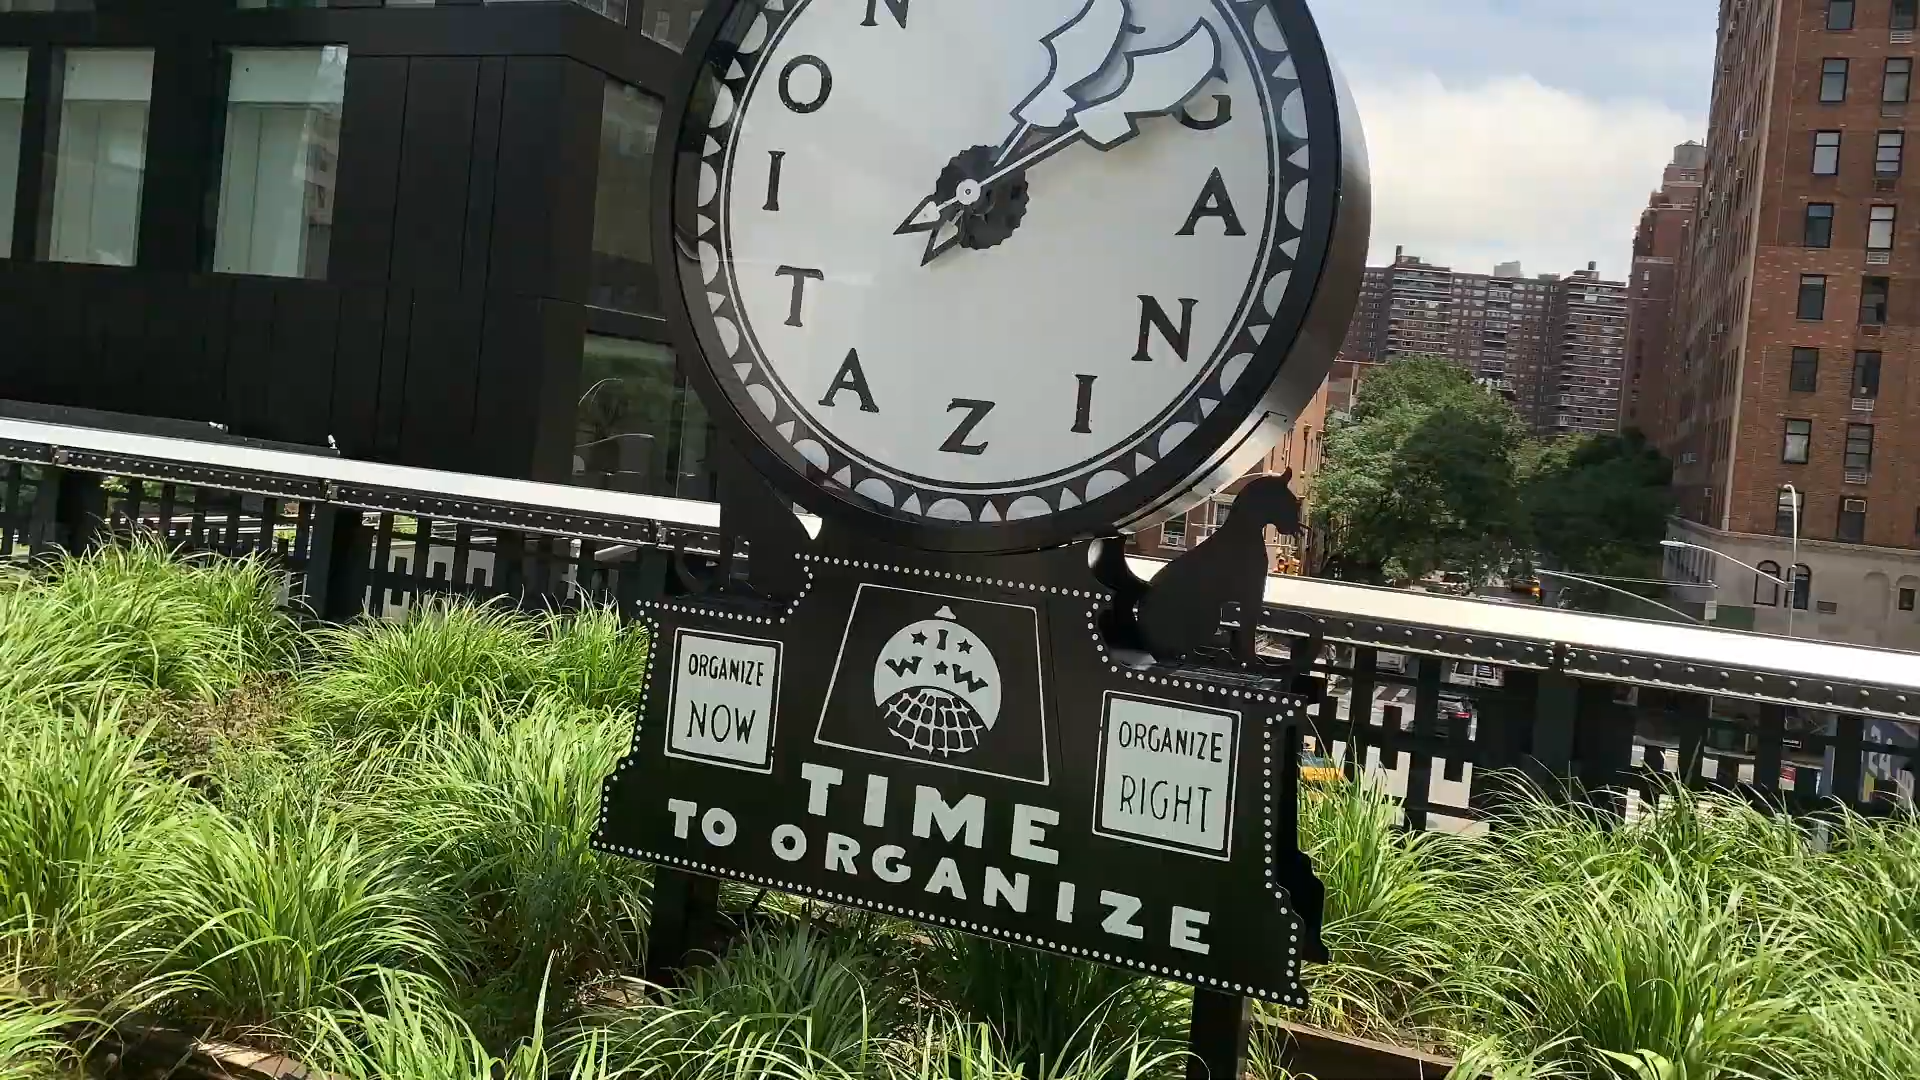 G
A
N
I
Z
A
T
I
O
N
I
W W
ORGANIZE
NOW
ORGANIZE
RIGHT
TIME
TO ORGANIZE